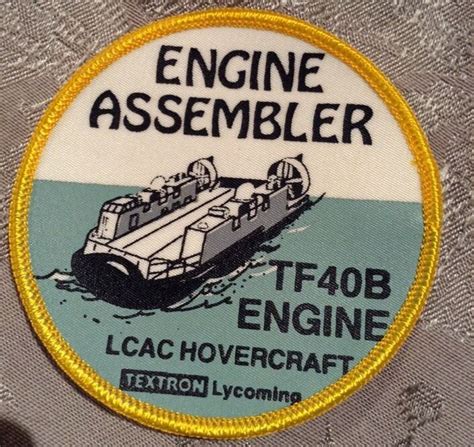 ENGINE
ASSEMBLER
TF40B
ENGINE
LCAC HOVERCRAFT
TEXTRON Lycoming